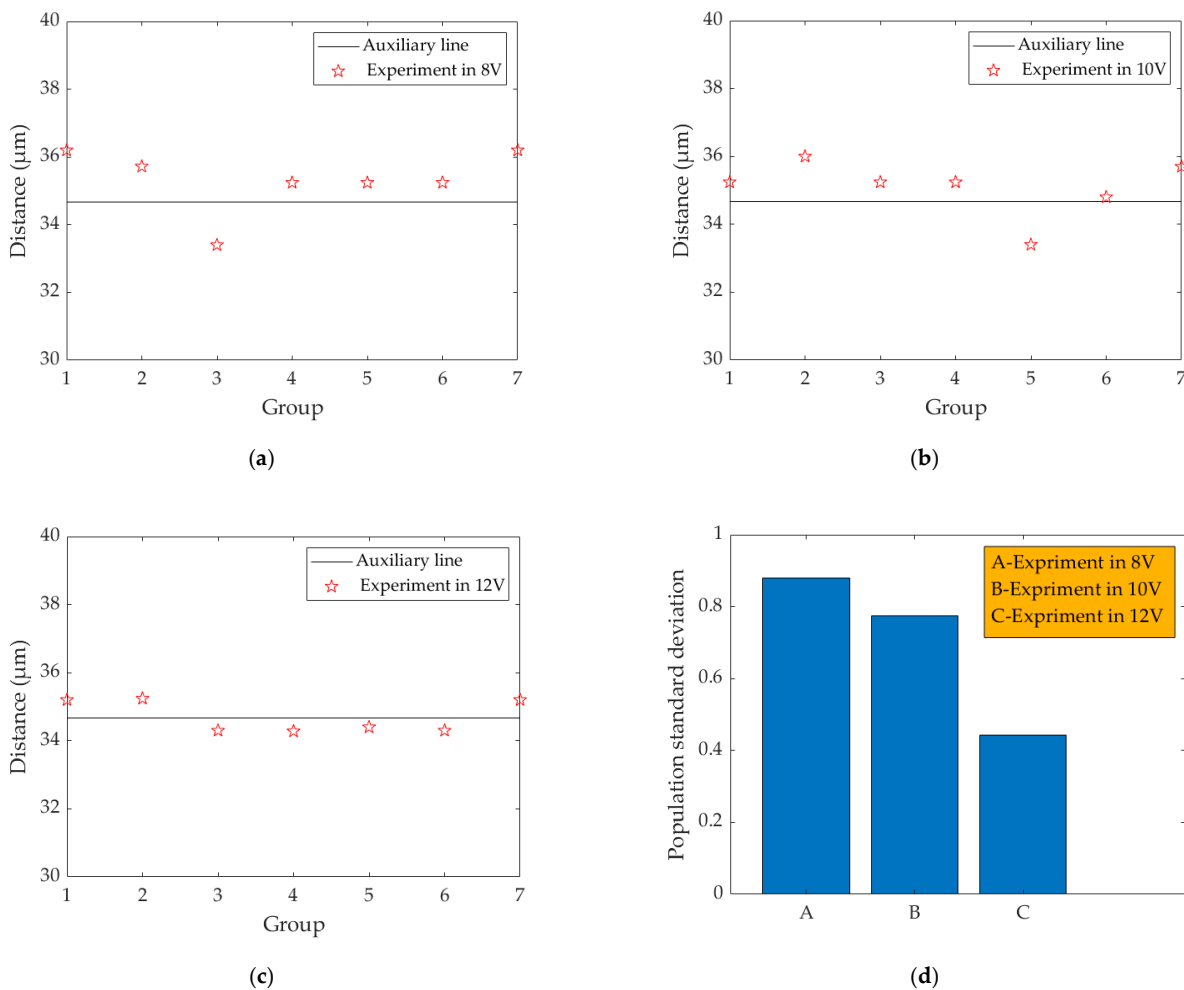 40
38
36
34
32
30
Distance (µm)
Auxiliary line
Experiment in 8V
1 2 3 4 5 6 7
Group
(a)
40
38
36
34
32
30
Distance (µm)
Auxiliary line
Experiment in 10V
1 2 3 4 5 6 7
Group
(b)
40
38
36
34
32
30
Distance (µm)
Auxiliary line
Experiment in 12V
1 2 3 4 5 6 7
Group
(c)
1
0.8
0.6
0.4
0.2
0
Population standard deviation
A-Expriment in 8V
B-Expriment in 10V
C-Expriment in 12V
A B C
(d)